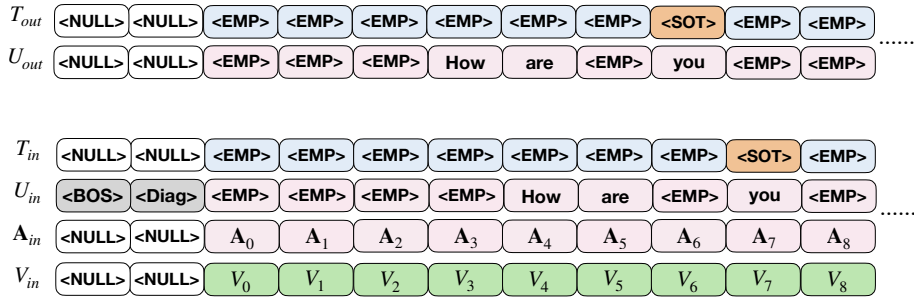 T_out <NULL> <NULL> <EMP> <EMP> <EMP> <EMP> <EMP> <EMP> <SOT> <EMP> <EMP>
......
U_out <NULL> <NULL> <EMP> <EMP> <EMP> How are <EMP> you <EMP> <EMP>
T_in <NULL> <NULL> <EMP> <EMP> <EMP> <EMP> <EMP> <EMP> <EMP> <SOT> <EMP>
U_in <BOS> <Diag> <EMP> <EMP> <EMP> <EMP> How are <EMP> you <EMP>
......
A_in <NULL> <NULL> A_0 A_1 A_2 A_3 A_4 A_5 A_6 A_7 A_8
V_in <NULL> <NULL> V_0 V_1 V_2 V_3 V_4 V_5 V_6 V_7 V_8